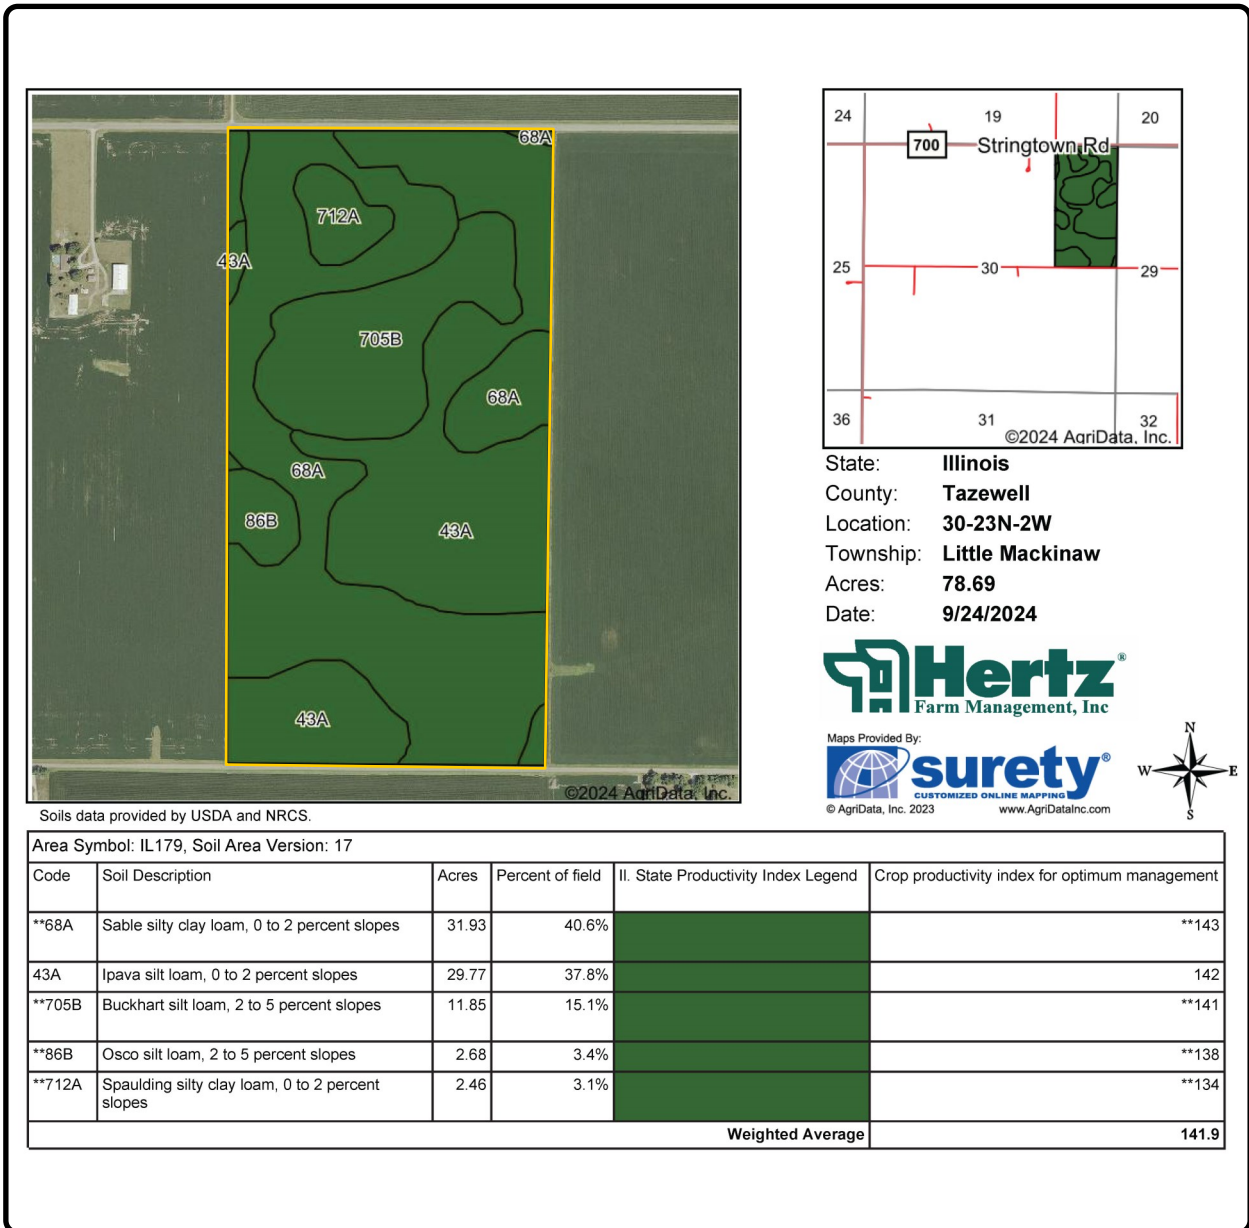 68A
712A
43A
705B
68A
68A
86B
43A
43A
©2024 AgriData, Inc.
24 19 20
700 Stringtown Rd
25 30 29
36 31 32
©2024 AgriData, Inc.
State: Illinois
County: Tazewell
Location: 30-23N-2W
Township: Little Mackinaw
Acres: 78.69
Date: 9/24/2024
Hertz®
Farm Management, Inc
Maps Provided By:
surety®
CUSTOMIZED ONLINE MAPPING
© AgriData, Inc. 2023 www.AgriDataInc.com
N
W E
S
Soils data provided by USDA and NRCS.
Area Symbol: IL179, Soil Area Version: 17
Code Soil Description Acres Percent of field II. State Productivity Index Legend Crop productivity index for optimum management
**68A Sable silty clay loam, 0 to 2 percent slopes 31.93 40.6% **143
43A Ipava silt loam, 0 to 2 percent slopes 29.77 37.8% 142
**705B Buckhart silt loam, 2 to 5 percent slopes 11.85 15.1% **141
**86B Osco silt loam, 2 to 5 percent slopes 2.68 3.4% **138
**712A Spaulding silty clay loam, 0 to 2 percent 2.46 3.1% **134
slopes
Weighted Average 141.9